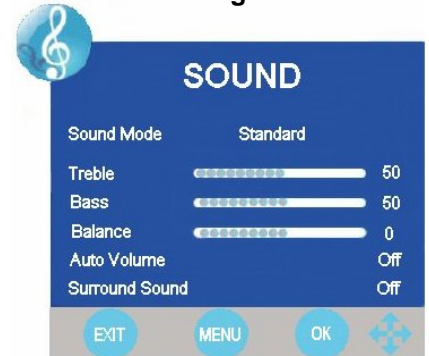 SOUND
Sound Mode Standard
Treble 50
Bass 50
Balance 0
Auto Volume Off
Surround Sound Off
EXIT MENU OK